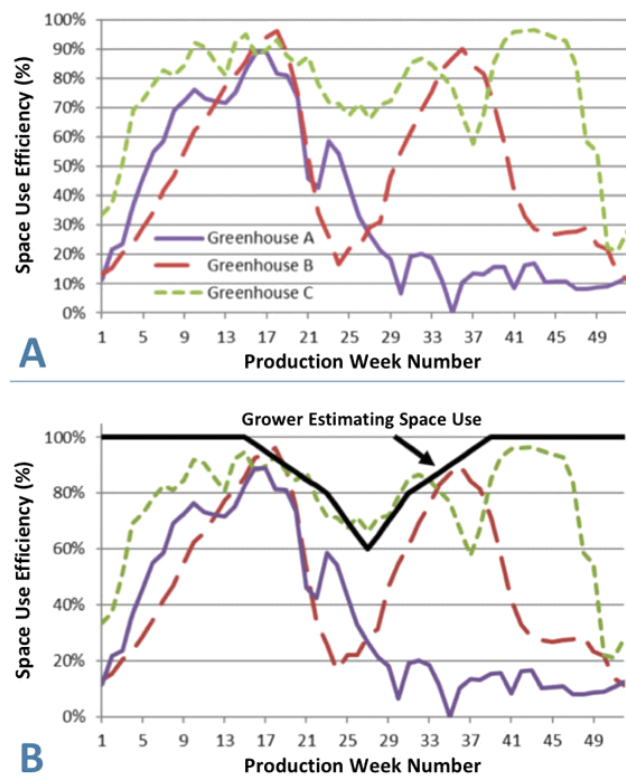 100%
90%
80%
70%
60%
50%
40%
30%
20%
10%
0%
Space Use Efficiency (%)
Greenhouse A
Greenhouse B
Greenhouse C
1 5 9 13 17 21 25 29 33 37 41 45 49
Production Week Number
A
Grower Estimating Space Use
100%
80%
60%
40%
20%
0%
Space Use Efficiency (%)
1 5 9 13 17 21 25 29 33 37 41 45 49
Production Week Number
B